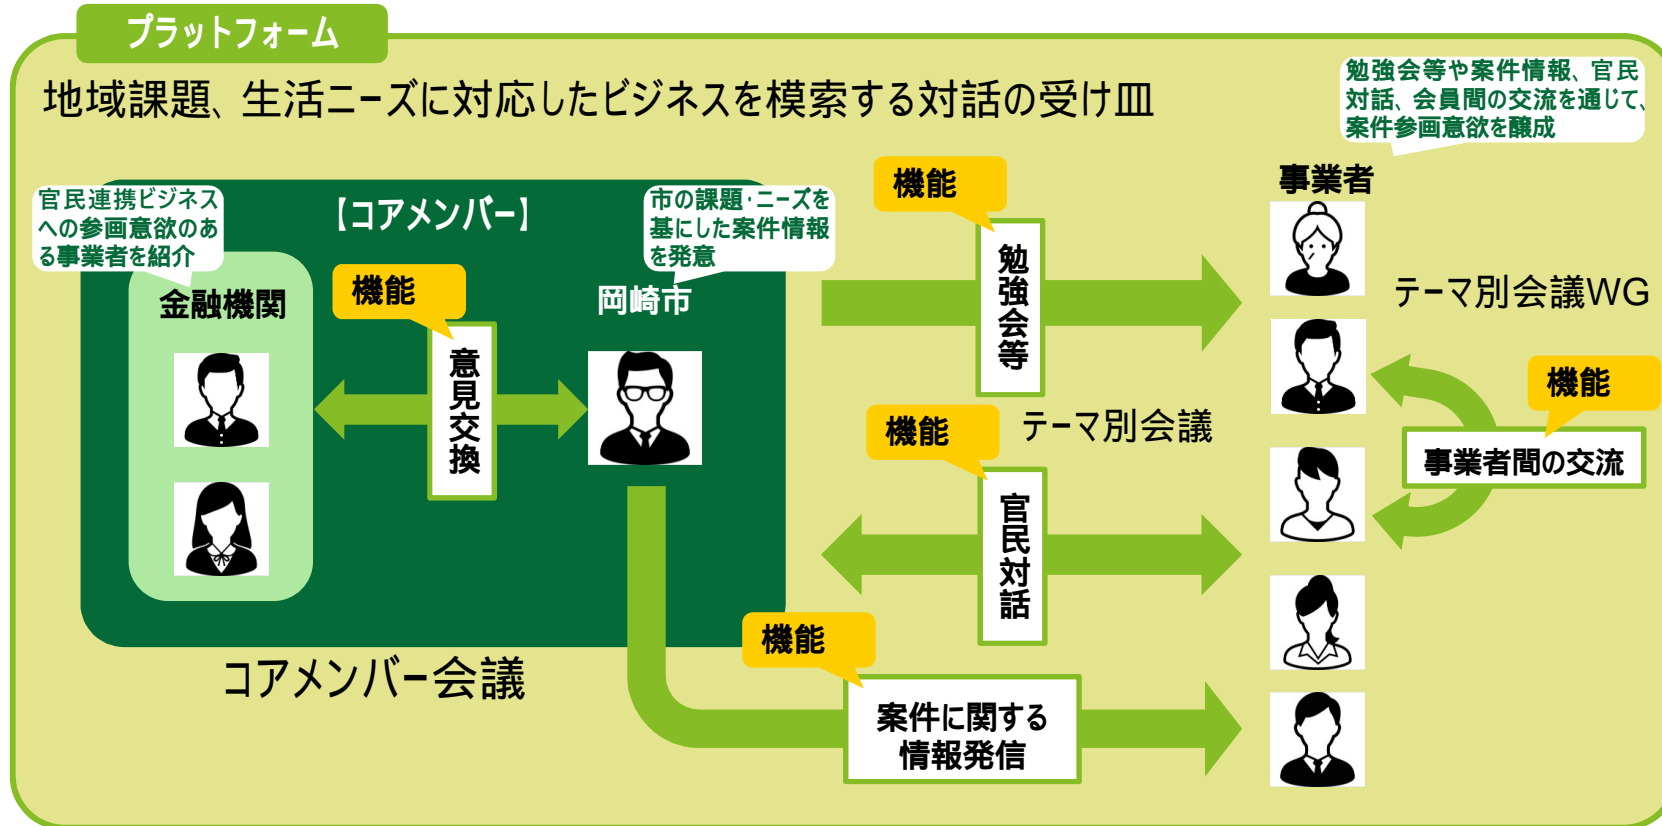 プラットフォーム
地域課題、生活ニーズに対応したビジネスを模索する対話の受け皿
勉強会等や案件情報、官民
対話、会員間の交流を通じて、
案件参画意欲を醸成
官民連携ビジネス
への参画意欲のあ
る事業者を紹介
【コアメンバー】
市の課題・ニーズを
基にした案件情報
を発意
金融機関
機能
意見交換
岡崎市
コアメンバー会議
機能
勉強会等
テーマ別会議
機能
官民対話
機能
案件に関する
情報発信
事業者
テーマ別会議WG
機能
事業者間の交流